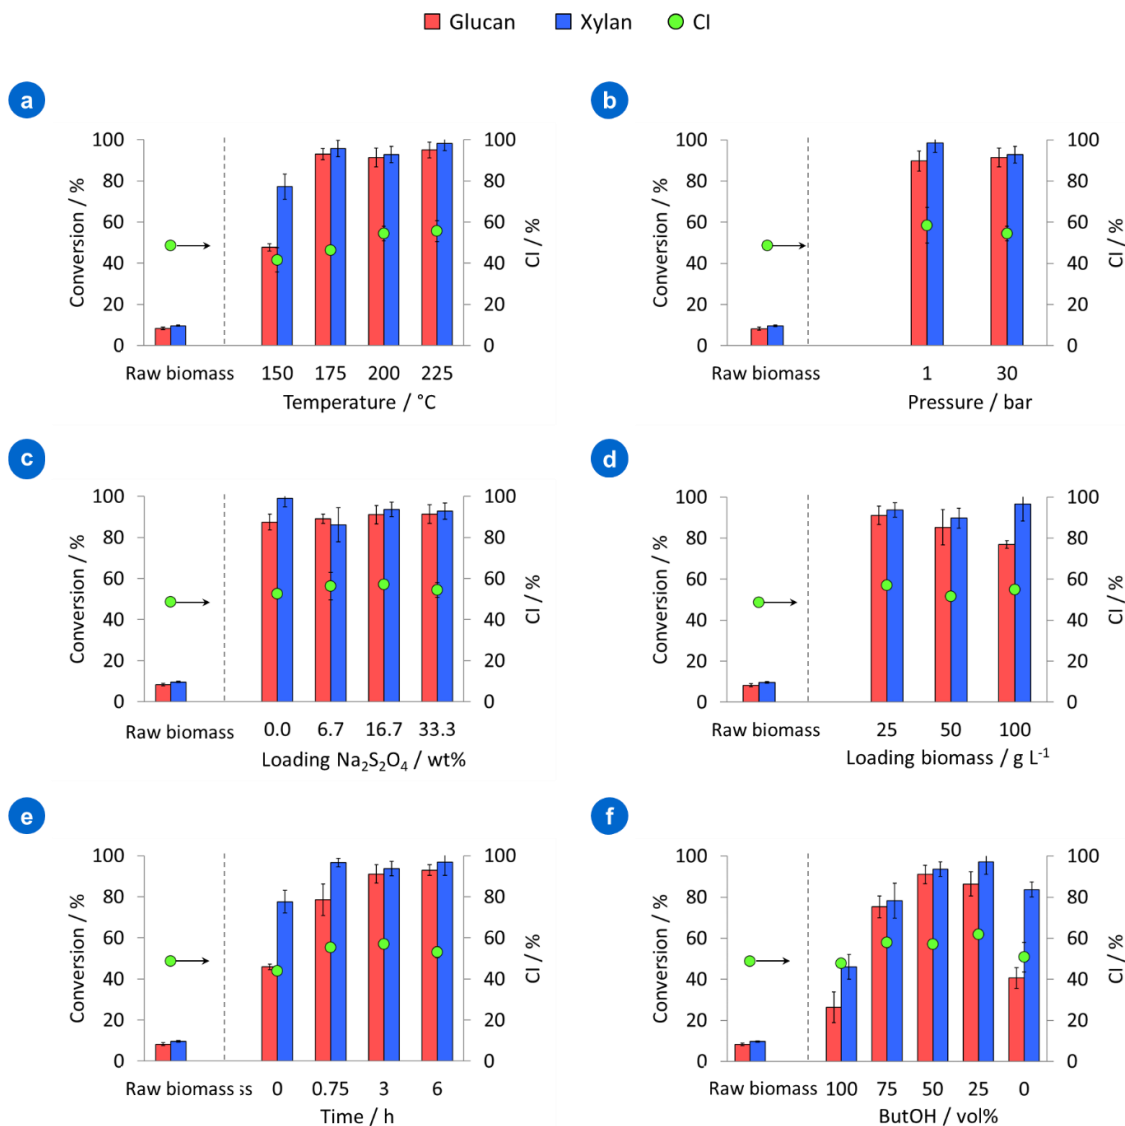 Glucan Xylan CI
a
100 100
80 80
60 60
40 40
20 20
0 0
Conversion / %
CI / %
Raw biomass 150 175 200 225
Temperature / °C
b
100 100
80 80
60 60
40 40
20 20
0 0
Conversion / %
CI / %
Raw biomass 1 30
Pressure / bar
c
100 100
80 80
60 60
40 40
20 20
0 0
Conversion / %
CI / %
Raw biomass 0.0 6.7 16.7 33.3
Loading Na₂S₂O₄ / wt%
d
100 100
80 80
60 60
40 40
20 20
0 0
Conversion / %
CI / %
Raw biomass 25 50 100
Loading biomass / g L⁻¹
e
100 100
80 80
60 60
40 40
20 20
0 0
Conversion / %
CI / %
Raw biomass ss 0 0.75 3 6
Time / h
f
100 100
80 80
60 60
40 40
20 20
0 0
Conversion / %
CI / %
Raw biomass 100 75 50 25 0
ButOH / vol%